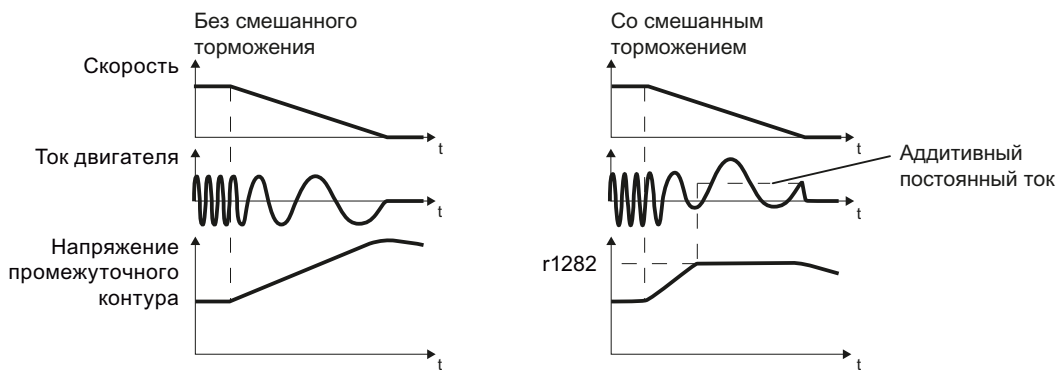 Без смешанного
торможения
Скорость
t
Ток двигателя
t
Напряжение
промежуточного
контура
t
Со смешанным
торможением
t
Аддитивный
постоянный ток
t
r1282
t